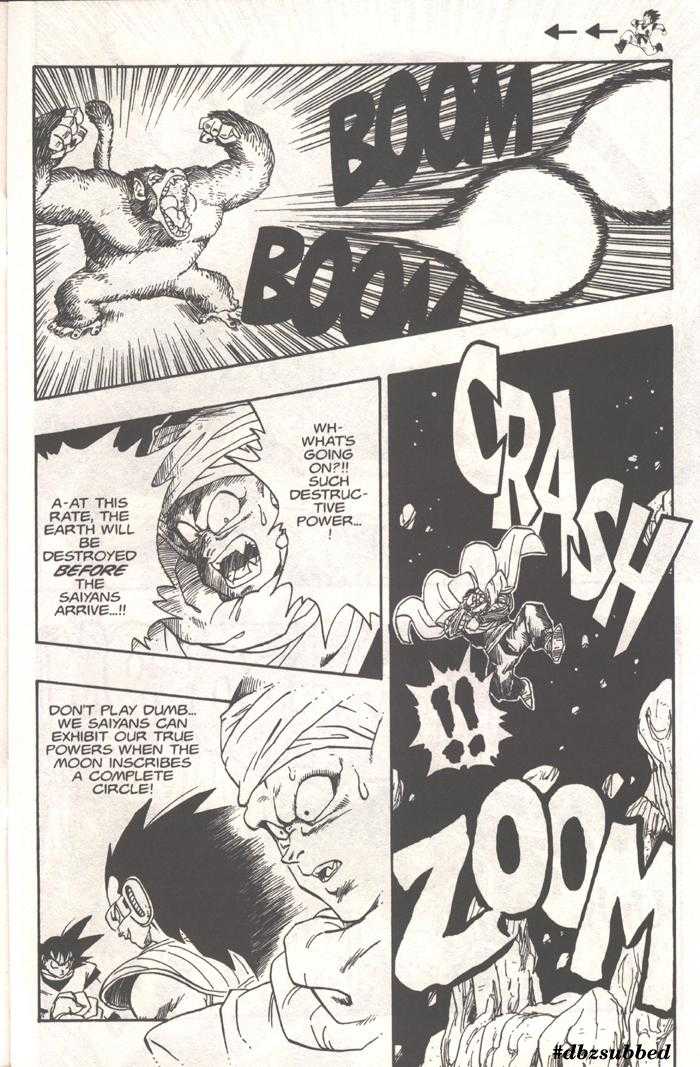 BOOM
BOOM
CRASH
!!
ZOOM
WH-
WHAT'S
GOING
ON?!!
SUCH
DESTRUC-
TIVE
POWER...
!
A-AT THIS
RATE, THE
EARTH WILL
BE
DESTROYED
BEFORE
THE
SAIYANS
ARRIVE...!!
DON'T PLAY DUMB...
WE SAIYANS CAN
EXHIBIT OUR TRUE
POWERS WHEN THE
MOON INSCRIBES
A COMPLETE
CIRCLE!
#dbzsubbed